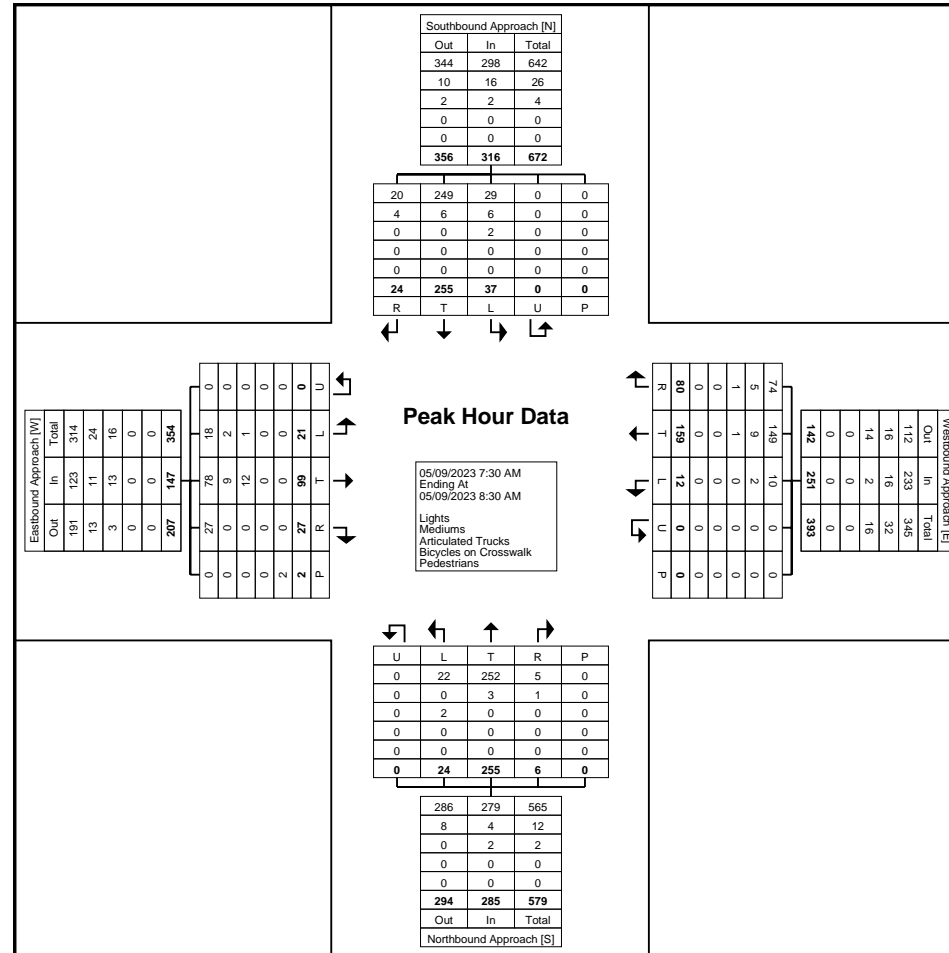 Southbound Approach [N]
Out In Total
344 298 642
10 16 26
2 2 4
0 0 0
0 0 0
356 316 672
20 249 29 0 0
4 6 6 0 0
0 0 2 0 0
0 0 0 0 0
0 0 0 0 0
24 255 37 0 0
R T L U P
Eastbound Approach [W]
Total In Out
314 123 191
24 11 13
16 13 3
0 0 0
0 0 0
354 147 207
0 18 78 27 0
0 2 9 0 0
0 1 12 0 0
0 0 0 0 0
0 0 0 0 2
0 21 99 27 2
U L T R P
Peak Hour Data
05/09/2023 7:30 AM
Ending At
05/09/2023 8:30 AM
Lights
Mediums
Articulated Trucks
Bicycles on Crosswalk
Pedestrians
Westbound Approach [E]
Out In Total
112 233 345
16 16 32
14 2 16
0 0 0
0 0 0
142 251 393
74 149 10 0 0
5 9 2 0 0
1 1 0 0 0
0 0 0 0 0
0 0 0 0 0
80 159 12 0 0
R T L U P
U L T R P
0 22 252 5 0
0 0 3 1 0
0 2 0 0 0
0 0 0 0 0
0 0 0 0 0
0 24 255 6 0
286 279 565
8 4 12
0 2 2
0 0 0
0 0 0
294 285 579
Out In Total
Northbound Approach [S]